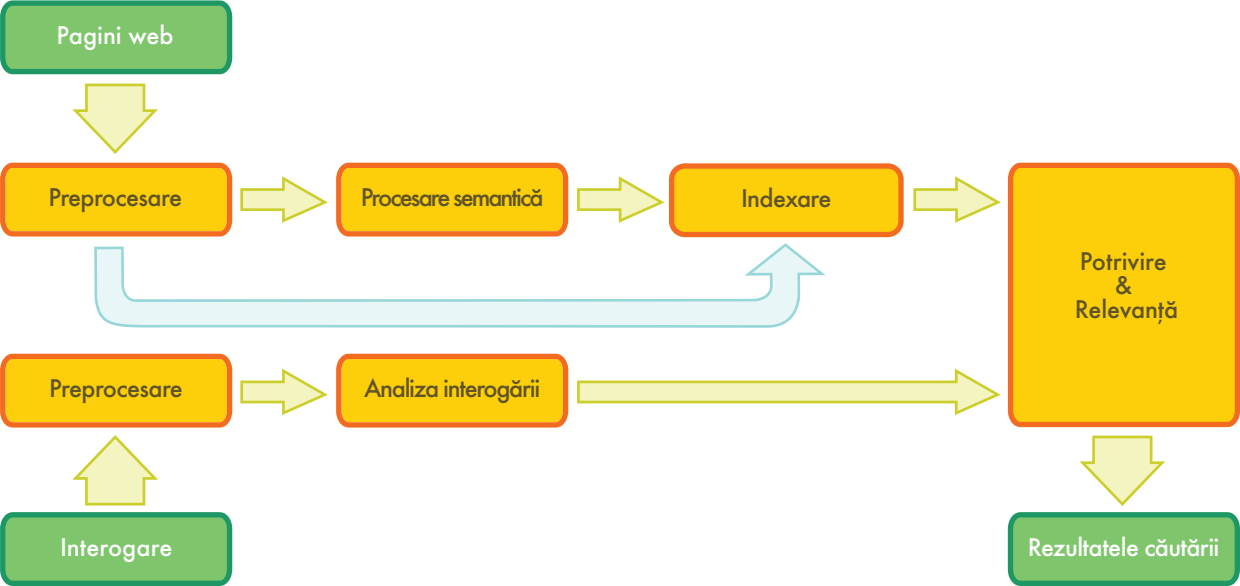 Pagini web
Preprocesare
Procesare semantică
Indexare
Potrivire
&
Relevanță
Preprocesare
Analiza interogării
Interogare
Rezultatele căutării